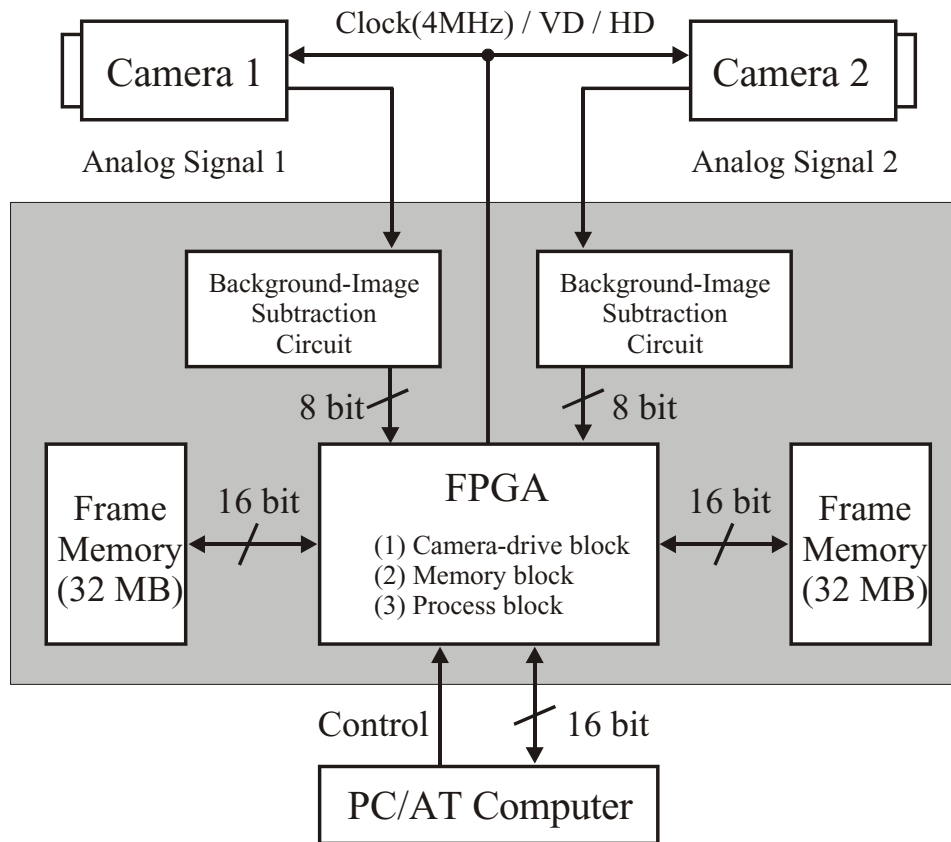 Clock(4MHz) / VD / HD
Camera 1
Camera 2
Analog Signal 1
Analog Signal 2
Background-Image
Subtraction
Circuit
Background-Image
Subtraction
Circuit
8 bit
8 bit
Frame
Memory
(32 MB)
16 bit
FPGA
(1) Camera-drive block
(2) Memory block
(3) Process block
16 bit
Frame
Memory
(32 MB)
Control
16 bit
PC/AT Computer